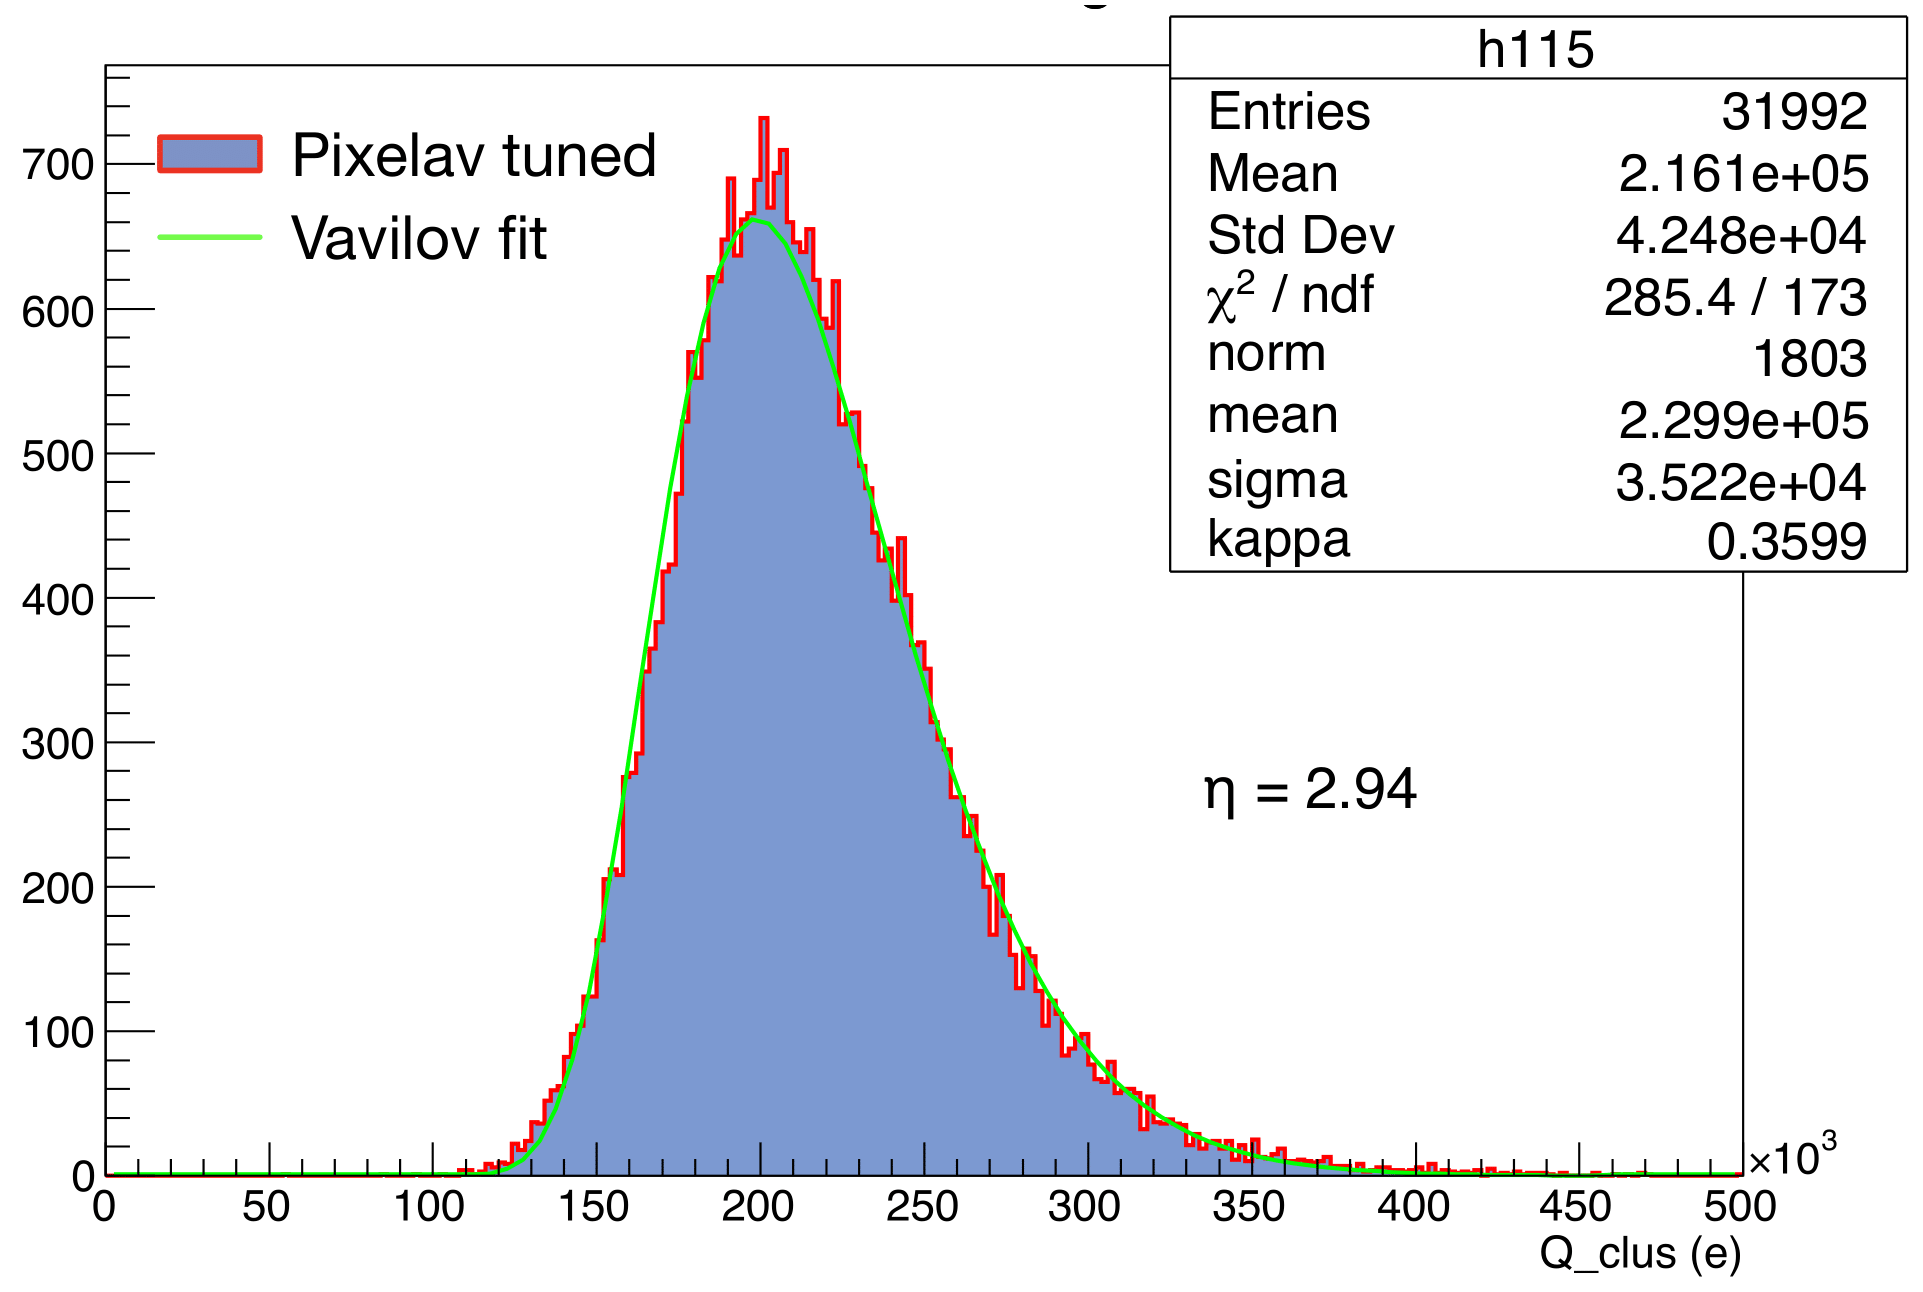 h115
Entries 31992
Mean 2.161e+05
Std Dev 4.248e+04
χ² / ndf 285.4 / 173
norm 1803
mean 2.299e+05
sigma 3.522e+04
kappa 0.3599
Pixelav tuned
Vavilov fit
700
600
500
400
300
200
100
0
η = 2.94
0 50 100 150 200 250 300 350 400 450 500
×10³
Q_clus (e)